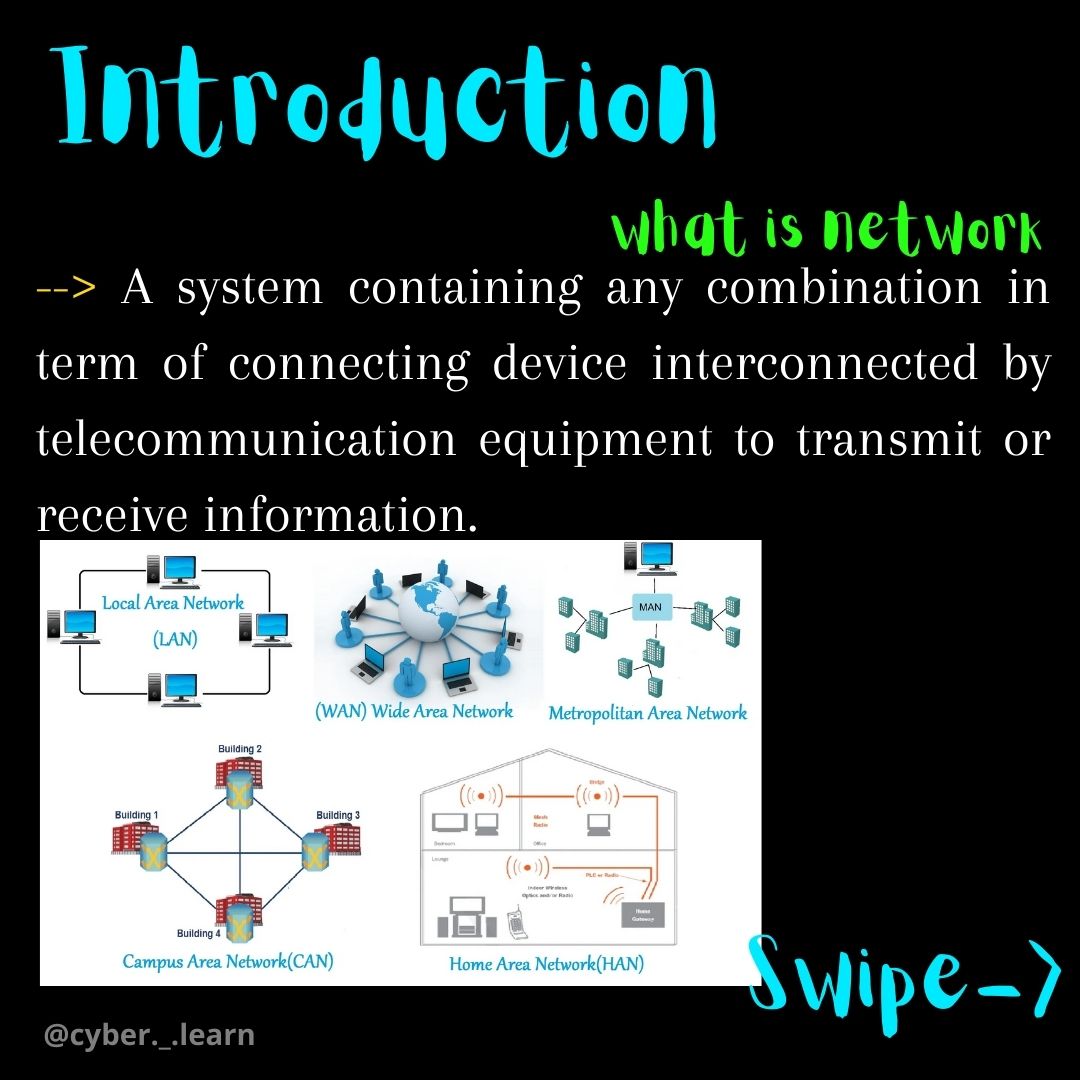 Introduction
what is network
--> A system containing any combination in
term of connecting device interconnected by
telecommunication equipment to transmit or
receive information.
Local Area Network
(LAN)
(WAN) Wide Area Network
MAN
Metropolitan Area Network
Building 2
Building 1
Building 3
Building 4
Campus Area Network(CAN)
Bridge
Mesh
Radio
Bedroom
Office
Lounge
PLC or Radio
Indoor Wireless
Optics and/or Radio
Home
Gateway
Home Area Network(HAN)
Swipe_>
@cyber._.learn